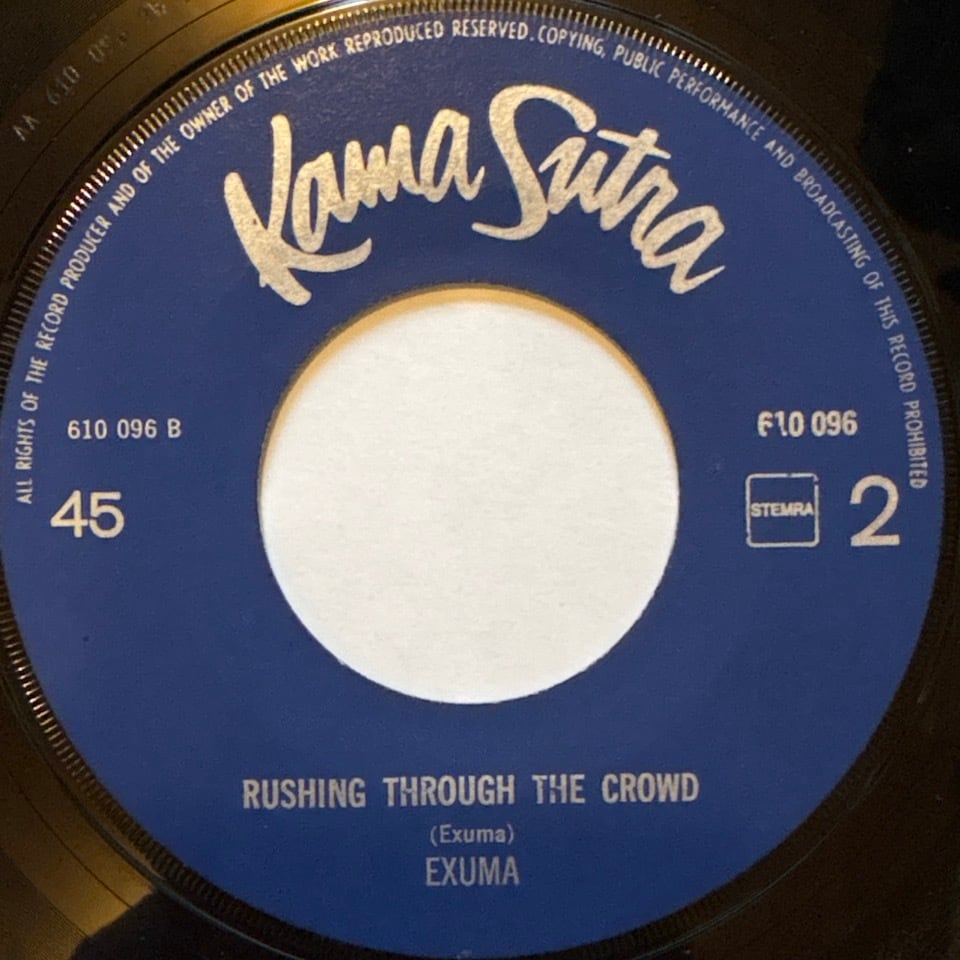 ALL RIGHTS OF THE RECORD PRODUCER AND OF THE OWNER OF THE WORK REPRODUCED RESERVED. COPYING, PUBLIC PERFORMANCE AND BROADCASTING OF THIS RECORD PROHIBITED
Kama Sutra
610 096 B
610 096
45
STEMRA
2
RUSHING THROUGH THE CROWD
(Exuma)
EXUMA